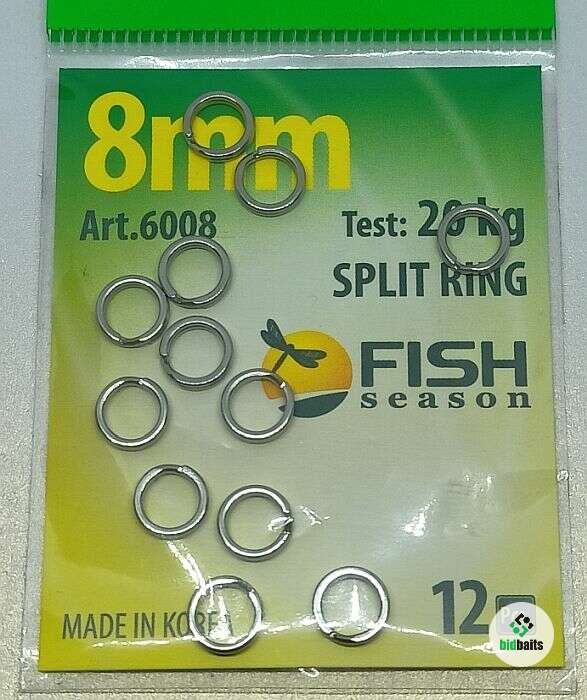 8mm
Art.6008
Test: 20 kg
SPLIT RING
FISH
season
MADE IN KOREA
12
bidbaits